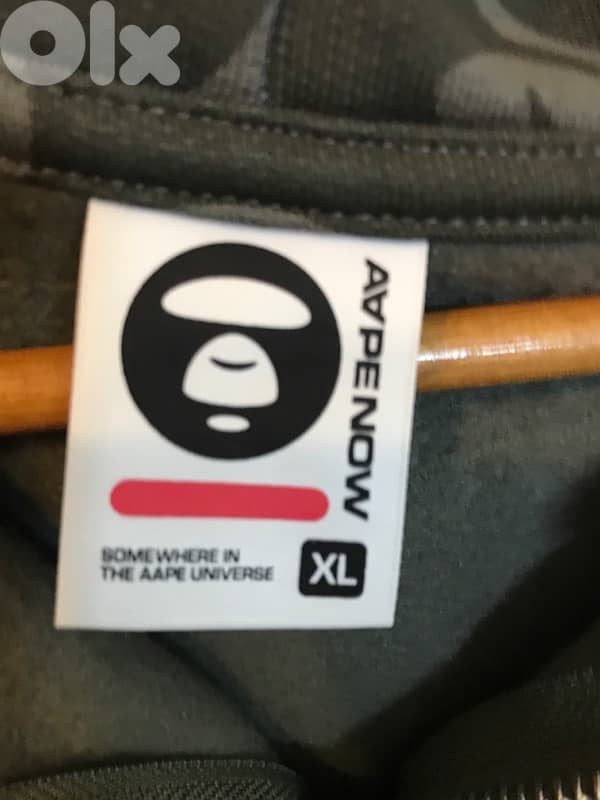 Olx
AAPE NOW
SOMEWHERE IN
THE AAPE UNIVERSE
XL